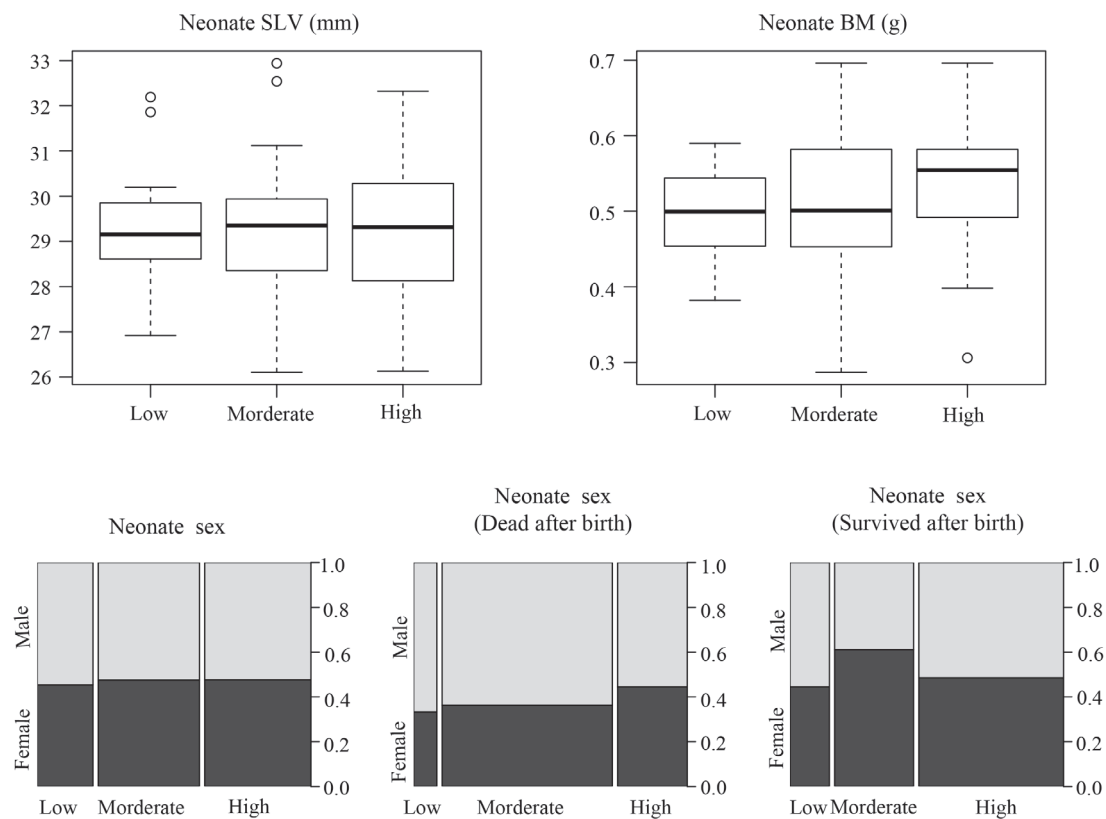 Neonate SLV (mm)
33
32
31
30
29
28
27
26
Low Morderate High
Neonate BM (g)
0.7
0.6
0.5
0.4
0.3
Low Morderate High
Neonate sex
Male
Female
1.0
0.8
0.6
0.4
0.2
0.0
Low Morderate High
Neonate sex
(Dead after birth)
Male
Female
1.0
0.8
0.6
0.4
0.2
0.0
Low Morderate High
Neonate sex
(Survived after birth)
Male
Female
1.0
0.8
0.6
0.4
0.2
0.0
Low Morderate High